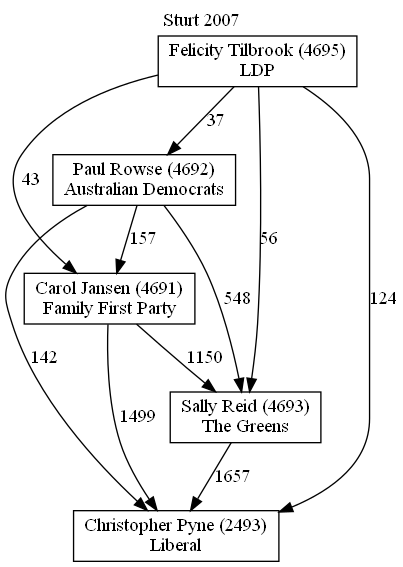 Sturt 2007
Felicity Tilbrook (4695)
LDP
37
Paul Rowse (4692)
Australian Democrats
43
157
56
124
Carol Jansen (4691)
Family First Party
548
142
1150
1499
Sally Reid (4693)
The Greens
1657
Christopher Pyne (2493)
Liberal